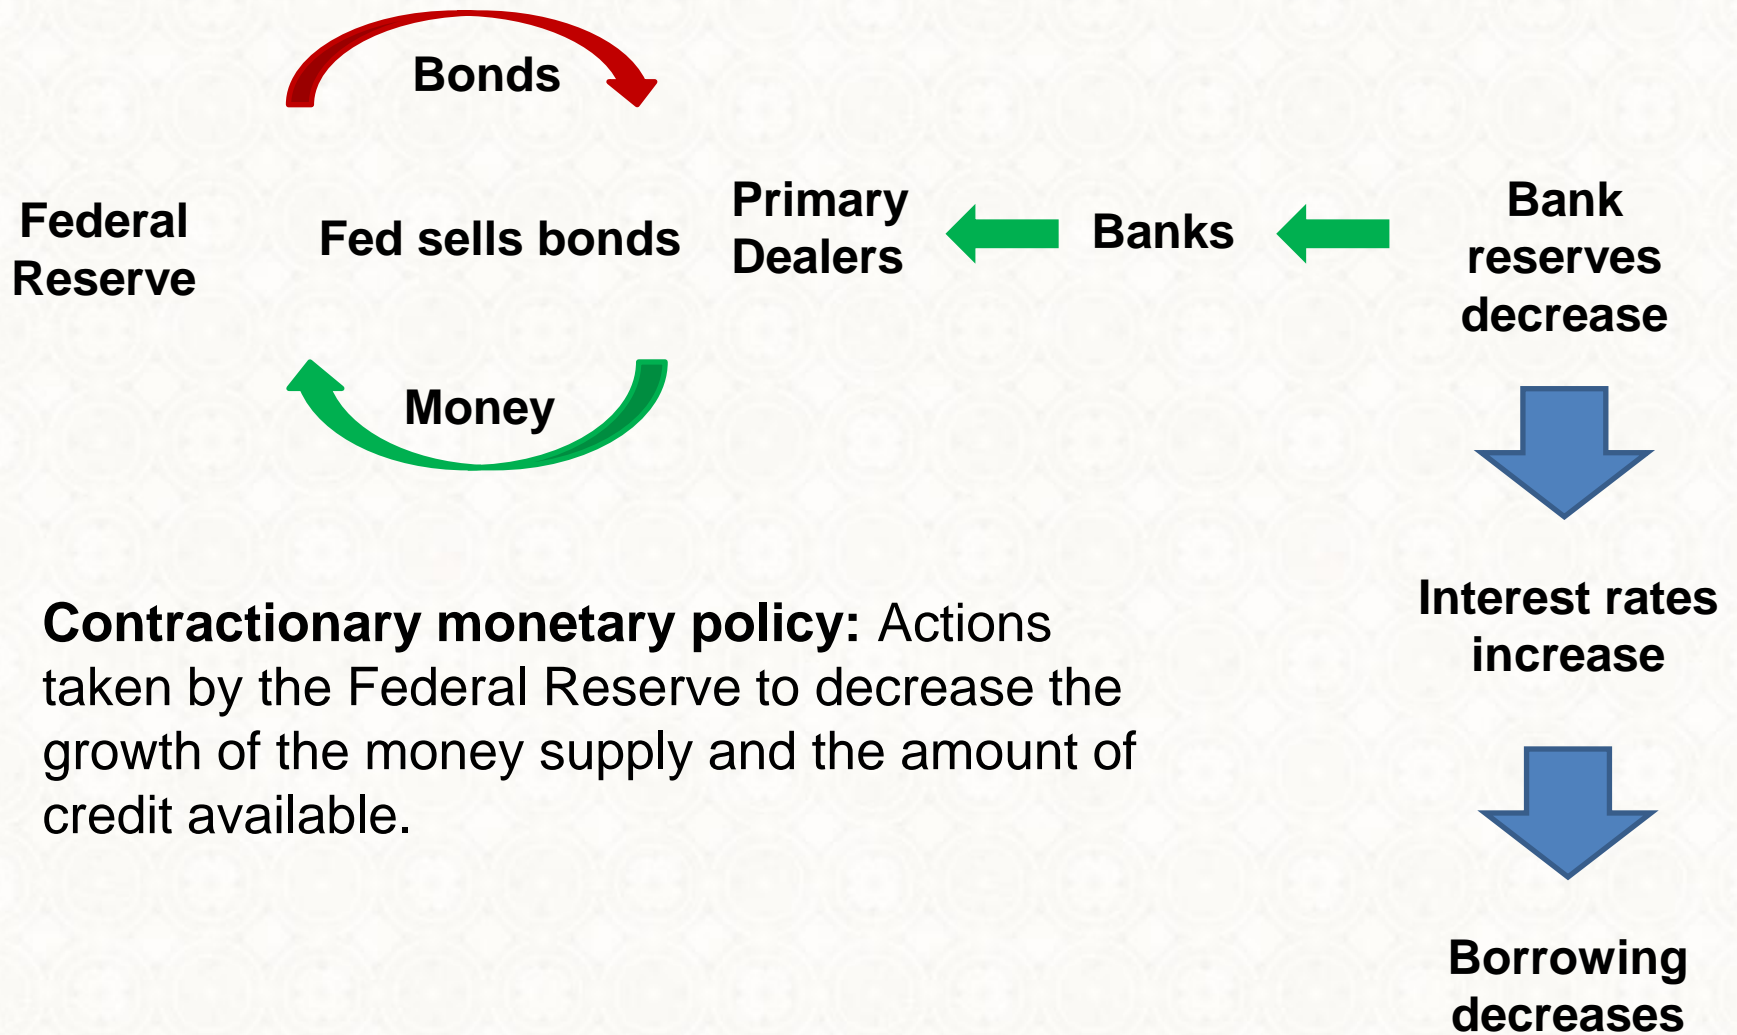 Bonds
Federal
Reserve
Fed sells bonds
Primary
Dealers
Banks
Bank
reserves
decrease
Money
Interest rates
increase
Contractionary monetary policy: Actions
taken by the Federal Reserve to decrease the
growth of the money supply and the amount of
credit available.
Borrowing
decreases